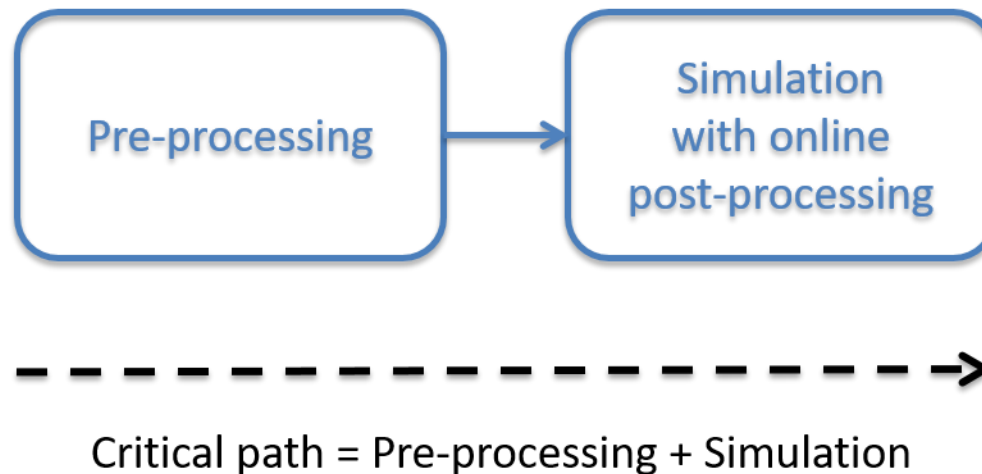 Pre-processing
Simulation
with online
post-processing
Critical path = Pre-processing + Simulation